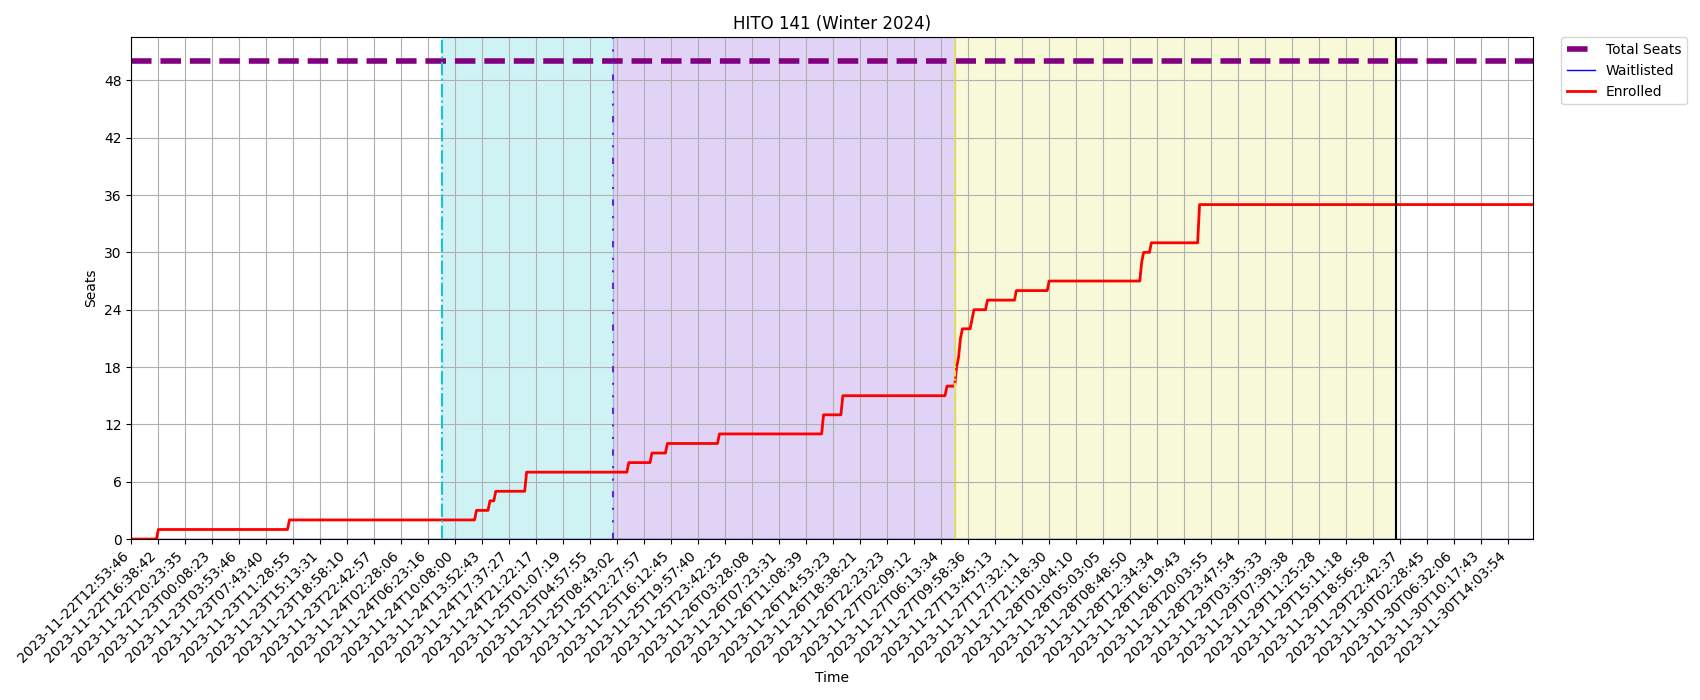 HITO 141 (Winter 2024)
Total Seats
Waitlisted
Enrolled
Seats
48
42
36
30
24
18
12
6
0
2023-11-22T12:53:46
2023-11-22T16:38:42
2023-11-22T20:23:35
2023-11-23T00:08:23
2023-11-23T03:53:46
2023-11-23T07:43:40
2023-11-23T11:28:55
2023-11-23T15:13:31
2023-11-23T18:58:10
2023-11-23T22:42:57
2023-11-24T02:28:06
2023-11-24T06:23:16
2023-11-24T10:08:00
2023-11-24T13:52:43
2023-11-24T17:37:27
2023-11-24T21:22:17
2023-11-25T01:07:19
2023-11-25T04:57:55
2023-11-25T08:43:02
2023-11-25T12:27:57
2023-11-25T16:12:45
2023-11-25T19:57:40
2023-11-25T23:42:25
2023-11-26T03:28:08
2023-11-26T07:23:31
2023-11-26T11:08:39
2023-11-26T14:53:23
2023-11-26T18:38:21
2023-11-26T22:23:23
2023-11-27T02:09:12
2023-11-27T06:13:34
2023-11-27T09:58:36
2023-11-27T13:45:13
2023-11-27T17:32:11
2023-11-27T21:18:30
2023-11-28T01:04:10
2023-11-28T05:03:05
2023-11-28T08:48:50
2023-11-28T12:34:34
2023-11-28T16:19:43
2023-11-28T20:03:55
2023-11-28T23:47:54
2023-11-29T03:35:33
2023-11-29T07:39:38
2023-11-29T11:25:28
2023-11-29T15:11:18
2023-11-29T18:56:58
2023-11-29T22:42:37
2023-11-30T02:28:45
2023-11-30T06:32:06
2023-11-30T10:17:43
2023-11-30T14:03:54
Time